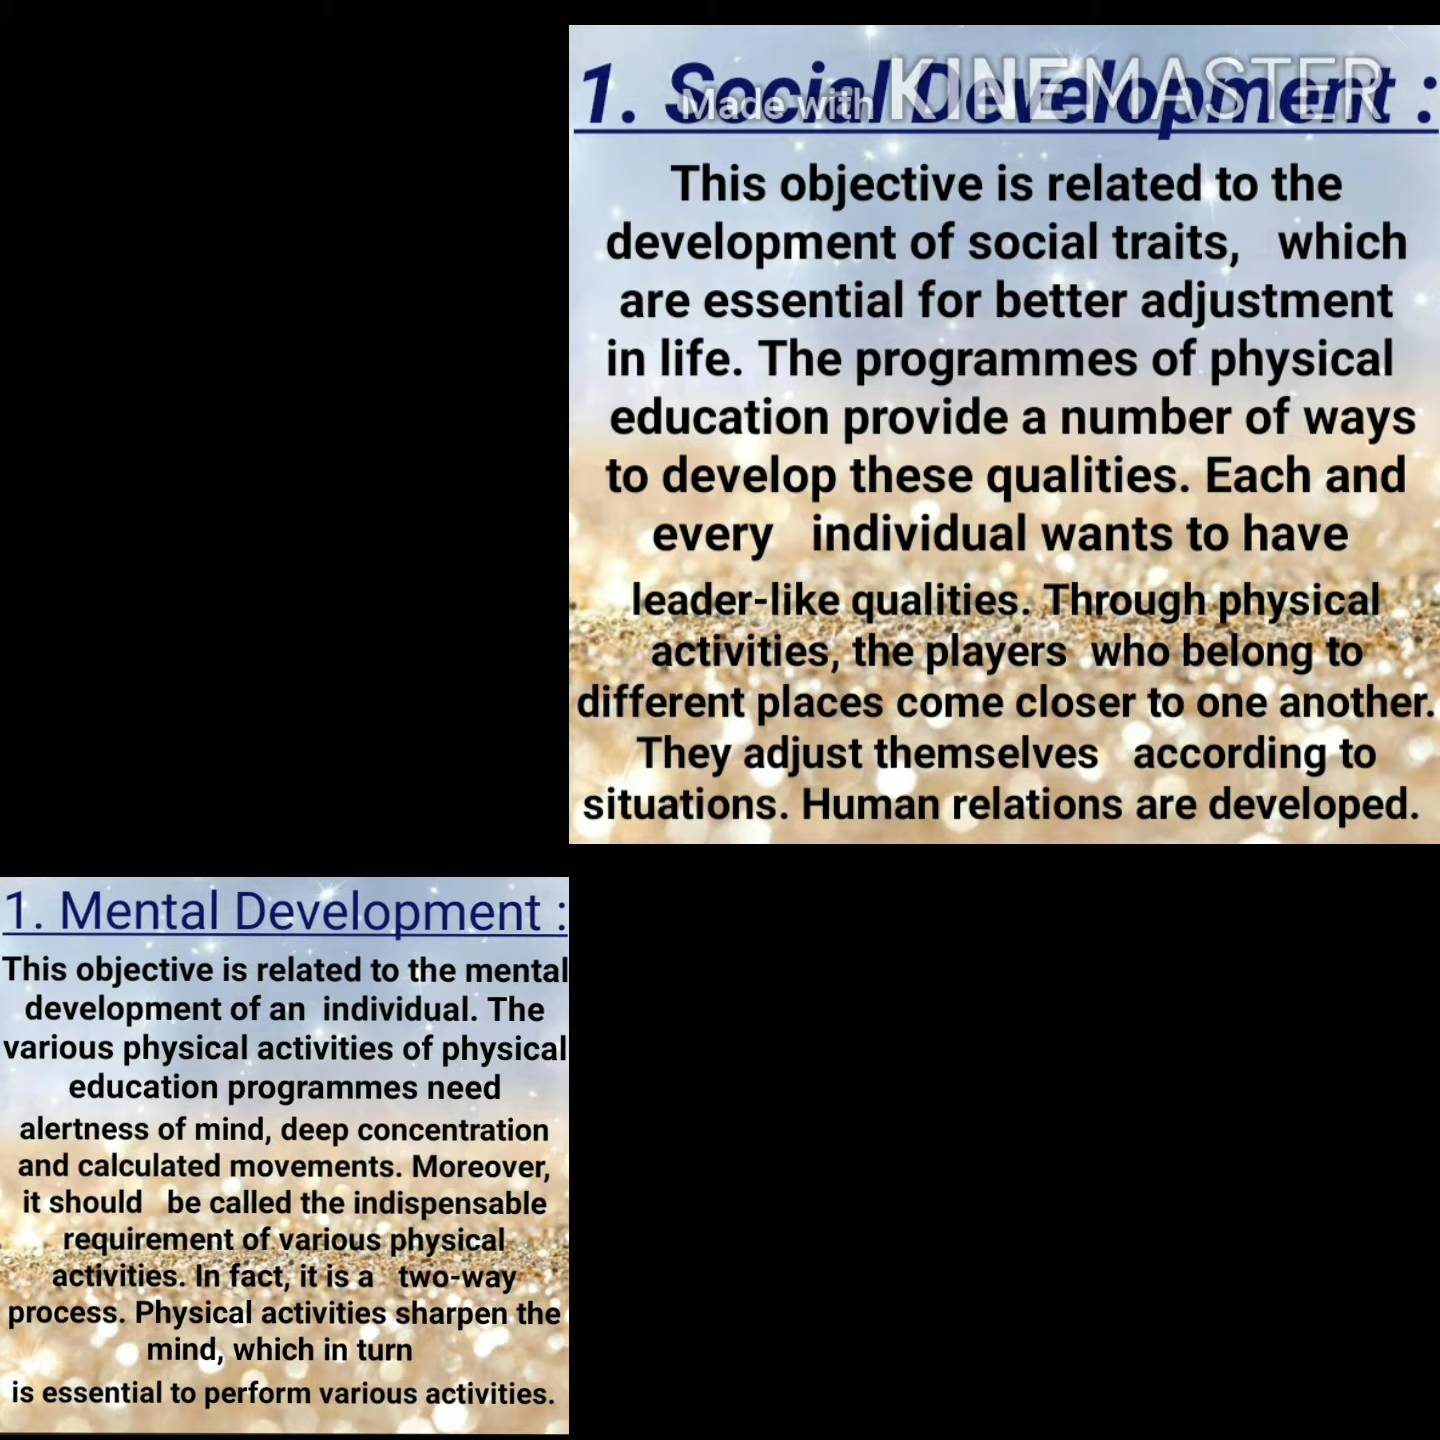 1. Social Development :
Made with KINEMASTER
This objective is related to the
development of social traits, which
are essential for better adjustment
in life. The programmes of physical
education provide a number of ways
to develop these qualities. Each and
every individual wants to have
leader-like qualities. Through physical
activities, the players who belong to
different places come closer to one another.
They adjust themselves according to
situations. Human relations are developed.
1. Mental Development :
This objective is related to the mental
development of an individual. The
various physical activities of physical
education programmes need
alertness of mind, deep concentration
and calculated movements. Moreover,
it should be called the indispensable
requirement of various physical
activities. In fact, it is a two-way
process. Physical activities sharpen the
mind, which in turn
is essential to perform various activities.